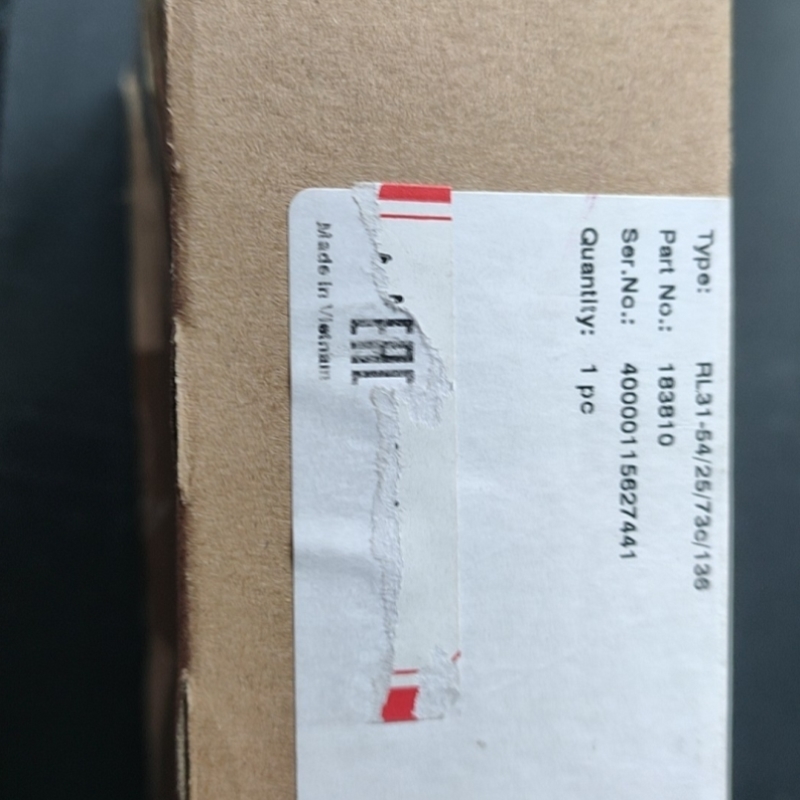 Type: RL31-54/25/73c/136
Part No.: 183810
Ser.No.: 40000115627441
Quantity: 1 pc
EAC
Made in Vietnam